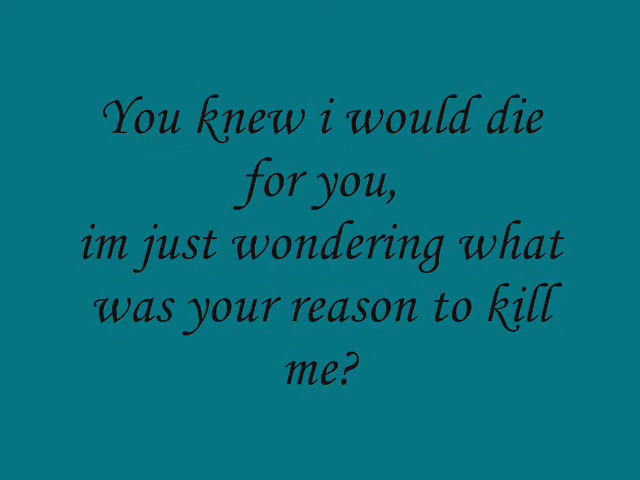 You knew i would die
for you,
im just wondering what
was your reason to kill
me?